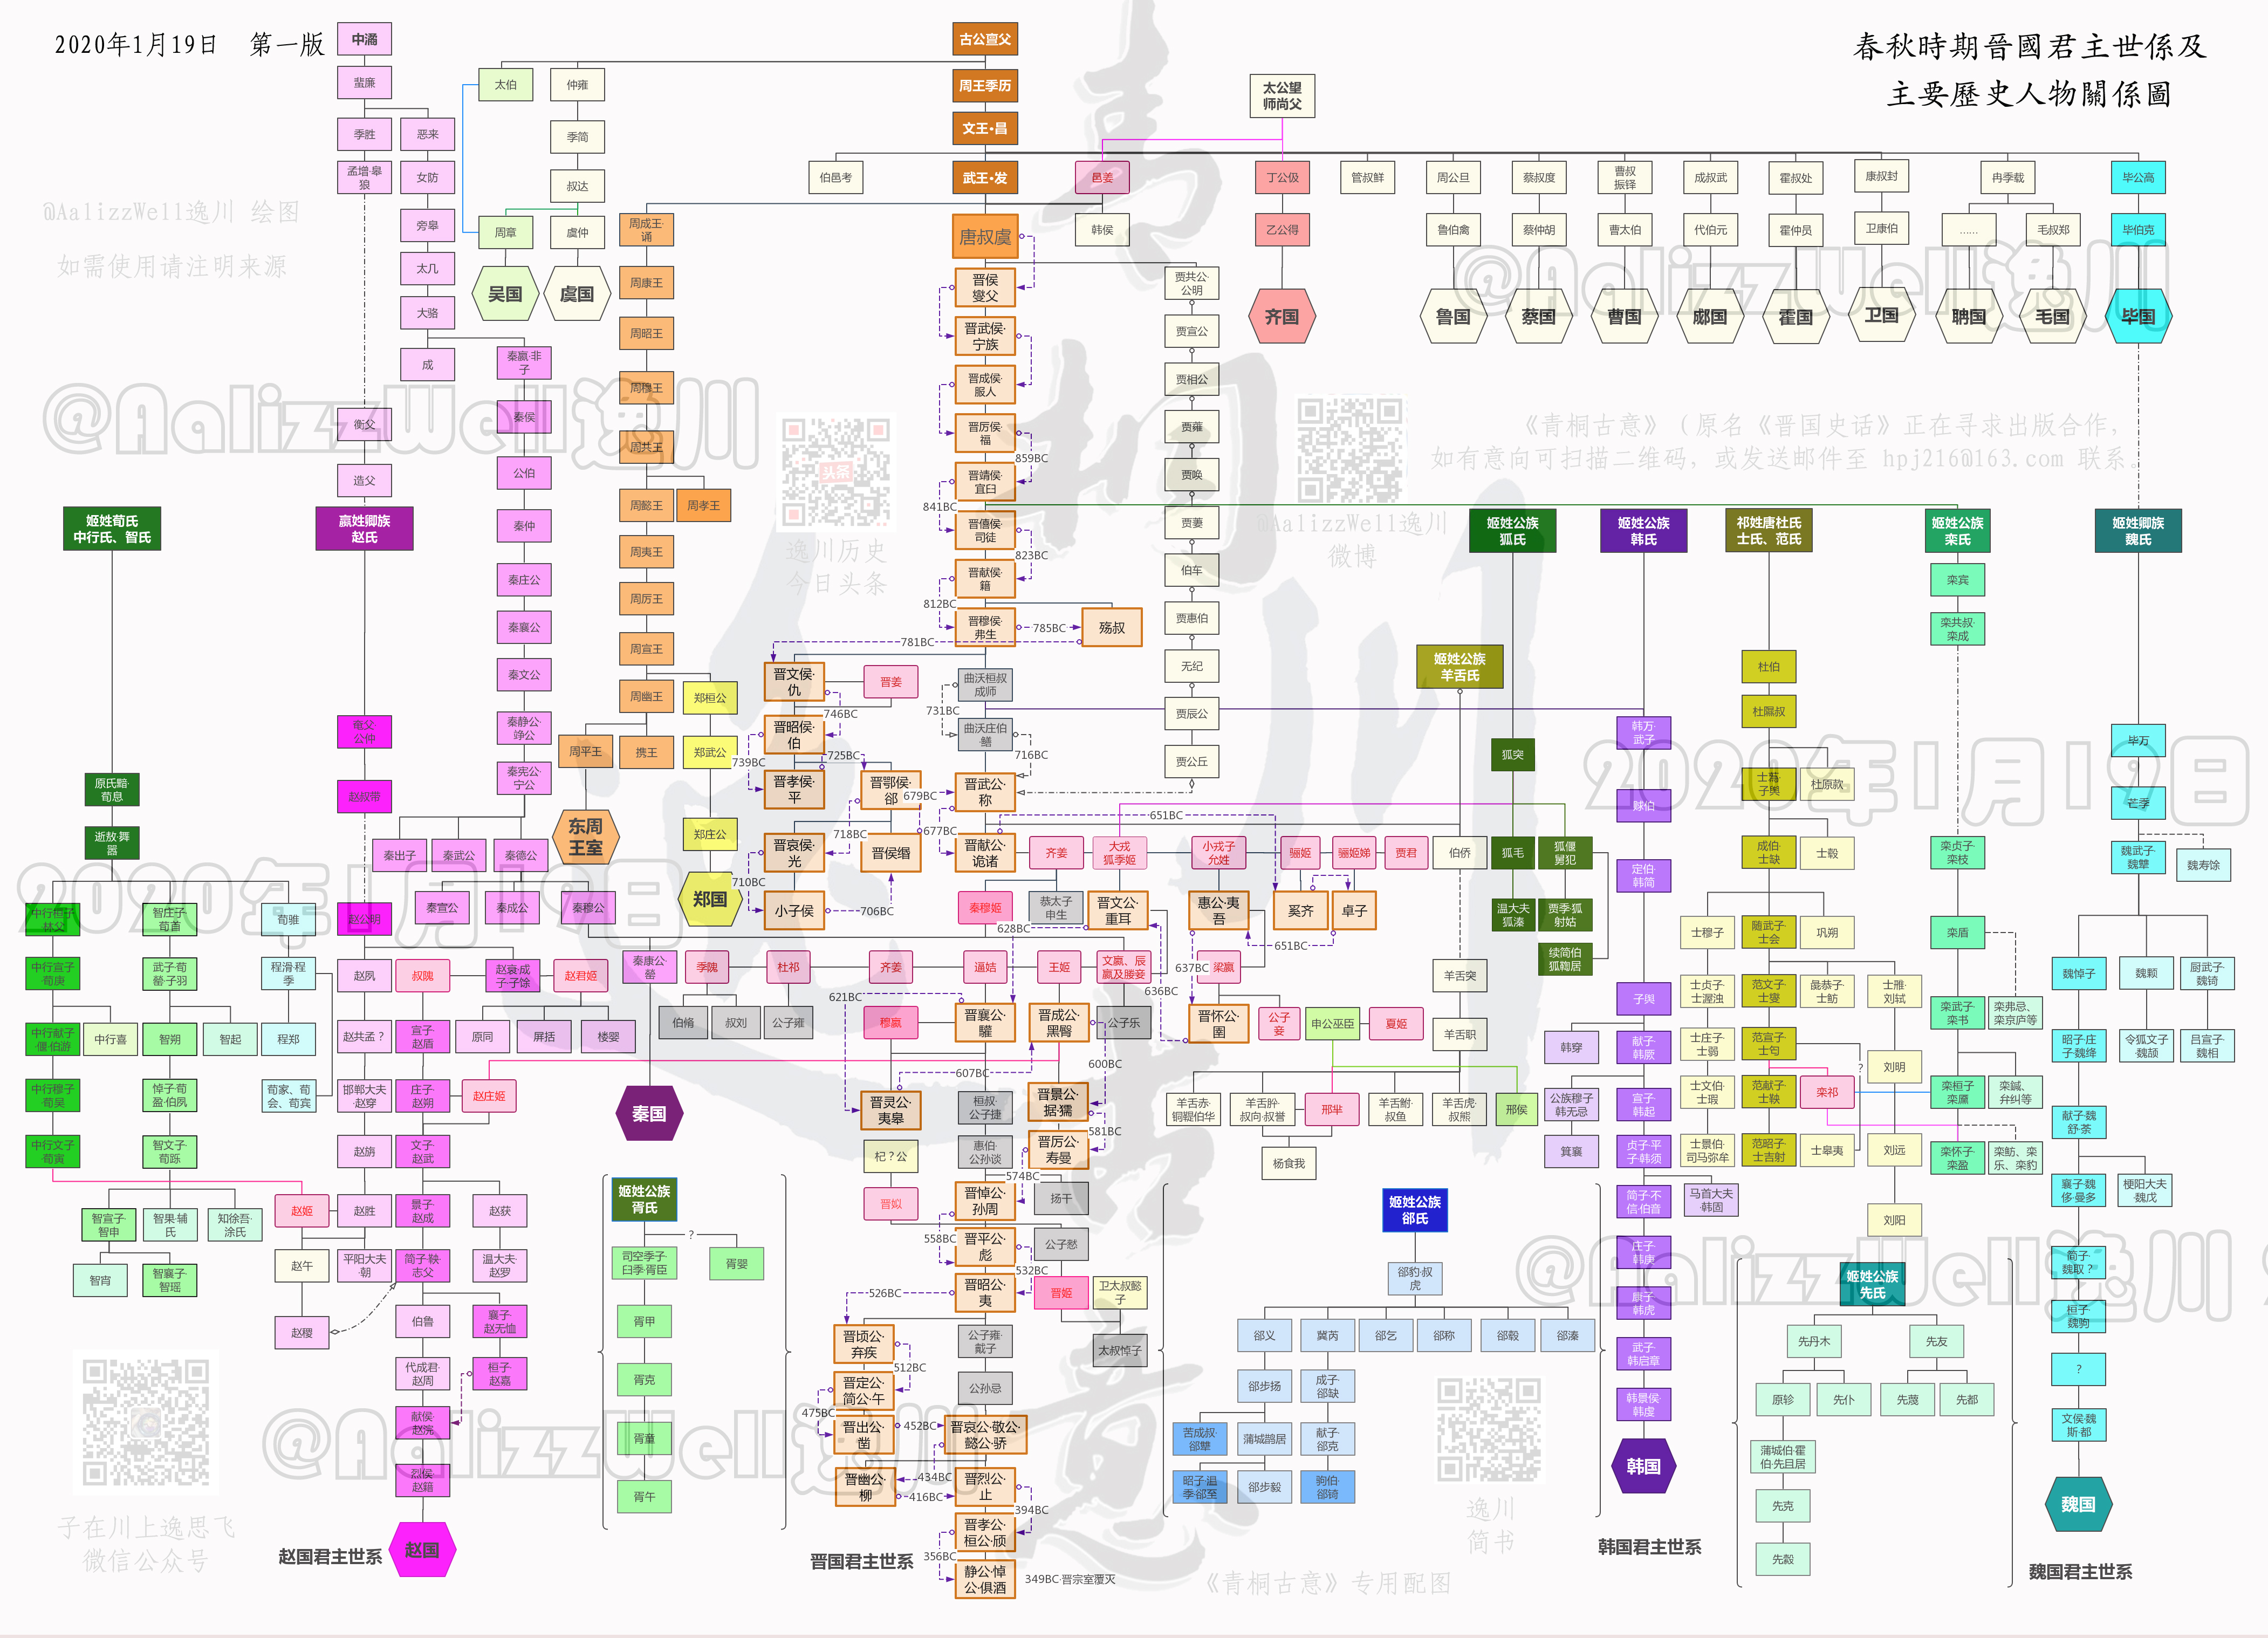 2020年1月19日 第一版
春秋時期晉國君主世係及
主要歷史人物關係圖
@AalizzWell逸川 绘图
如需使用请注明来源
中潏
蜚廉
季胜
恶来
孟增·皋
狼
女防
旁皋
太几
大骆
成
秦嬴·非
子
秦侯
公伯
秦仲
秦庄公
秦襄公
秦文公
秦静公·
竫公
秦宪公·
宁公
秦出子
秦武公
秦德公
秦宣公
秦成公
秦穆公
秦康公·
罃
秦国
衡父
造父
太伯
仲雍
季简
叔达
周章
虞仲
吴国
虞国
古公亶父
周王季历
文王·昌
武王·发
伯邑考
邑姜
太公望
师尚父
丁公伋
乙公得
齐国
管叔鲜
周公旦
鲁伯禽
鲁国
蔡叔度
蔡仲胡
蔡国
曹叔
振铎
曹太伯
曹国
成叔武
代伯元
郕国
霍叔处
霍仲员
霍国
康叔封
卫康伯
卫国
冉季载
……
毛叔郑
聃国
毛国
毕公高
毕伯克
毕国
周成王·
诵
周康王
周昭王
周穆王
周共王
周懿王
周孝王
周夷王
周厉王
周宣王
周幽王
周平王
携王
东周
王室
郑桓公
郑武公
郑庄公
郑国
唐叔虞
韩侯
晋侯
燮父
晋武侯·
宁族
晋成侯·
服人
晋厉侯·
福
859BC
晋靖侯·
宜臼
841BC
晋僖侯·
司徒
823BC
晋献侯·
籍
812BC
晋穆侯·
弗生
785BC
殇叔
781BC
贾共公·
公明
贾宣公
贾相公
贾薙
贾唤
贾蔓
伯车
贾惠伯
无纪
贾辰公
贾公丘
晋文侯·
仇
晋姜
746BC
晋昭侯·
伯
739BC
725BC
晋孝侯·
平
晋鄂侯·
郤
718BC
晋哀侯·
光
晋侯缗
710BC
小子侯
706BC
曲沃桓叔
成师
731BC
曲沃庄伯
鳝
716BC
679BC
晋武公·
称
677BC
晋献公·
诡诸
651BC
齐姜
大戎
狐季姬
小戎子
允姓
骊姬
骊姬娣
贾君
秦穆姬
恭太子
申生
晋文公·
重耳
惠公·夷
吾
奚齐
卓子
651BC
628BC
637BC
636BC
季隗
杜祁
齐姜
逼姞
王姬
文嬴、辰
嬴及媵妾
梁嬴
伯鯈
叔刘
公子雍
621BC
穆嬴
晋襄公·
驩
晋成公·
黑臀
公子乐
晋怀公·
圉
公子
妾
申公巫臣
夏姬
607BC
600BC
晋灵公·
夷皋
桓叔·
公子捷
晋景公·
据·獳
581BC
杞？公
惠伯·
公孙谈
晋厉公·
寿曼
574BC
晋姒
晋悼公·
孙周
扬干
558BC
晋平公·
彪
公子憖
532BC
晋昭公·
夷
晋姬
卫太叔懿
子
太叔悼子
526BC
晋顷公·
弃疾
公子雍·
戴子
512BC
晋定公·
简公·午
公孙忌
475BC
晋出公·
凿
452BC
晋哀公·敬公·
懿公·骄
434BC
晋幽公·
柳
416BC
晋烈公·
止
394BC
晋孝公·
桓公·颀
356BC
静公·悼
公·俱酒
349BC·晋宗室覆灭
晋国君主世系
姬姓荀氏
中行氏、智氏
原氏黯·
荀息
逝敖·舞
嚣
中行桓子·
林父
智庄子·
荀首
荀骓
中行宣子·
荀庚
武子·荀
罃·子羽
程滑·程
季
中行献子
·偃·伯游
中行喜
智朔
智起
程郑
中行穆子
·荀吴
悼子·荀
盈·伯夙
荀家、荀
会、荀宾
中行文子
·荀寅
智文子·
荀跞
智宣子·
智申
智果·辅
氏
知徐吾·
涂氏
智宵
智襄子·
智瑶
嬴姓卿族
赵氏
奄父·
公仲
赵叔带
赵公明
赵夙
叔隗
赵衰·成
子·子馀
赵君姬
原同
屏括
楼婴
赵共孟？
宣子·
赵盾
邯郸大夫
·赵穿
庄子·
赵朔
赵庄姬
赵旃
文子·
赵武
赵姬
赵胜
景子·
赵成
赵获
赵午
平阳大夫
·朝
简子·鞅·
志父
温大夫·
赵罗
赵稷
伯鲁
襄子·
赵无恤
代成君·
赵周
桓子·
赵嘉
献侯·
赵浣
烈侯·
赵籍
赵国
赵国君主世系
姬姓公族
胥氏
？
司空季子·
臼季·胥臣
胥婴
胥甲
胥克
胥童
胥午
姬姓公族
郤氏
郤豹·叔
虎
郤义
冀芮
郤乞
郤称
郤毂
郤溱
郤步扬
成子·
郤缺
苦成叔·
郤犨
蒲城鹊居
献子·
郤克
昭子·温
季·郤至
郤步毅
驹伯·
郤锜
姬姓公族
羊舌氏
伯侨
羊舌突
羊舌职
羊舌赤·
铜鞮伯华
羊舌肸·
叔向·叔誉
邢芈
羊舌鲋·
叔鱼
羊舌虎·
叔熊
邢侯
杨食我
姬姓公族
狐氏
狐突
狐毛
狐偃·
舅犯
温大夫·
狐溱
贾季·狐
射姑
续简伯·
狐鞫居
姬姓公族
韩氏
韩万·
武子
赇伯
定伯·
韩简
子舆
韩穿
献子·
韩厥
公族穆子·
韩无忌
宣子·
韩起
箕襄
贞子·平
子·韩须
简子·不
信·伯音
马首大夫
·韩固
庄子·
韩庚
康子·
韩虎
武子·
韩启章
韩景侯·
韩虔
韩国
韩国君主世系
祁姓唐杜氏
士氏、范氏
杜伯
杜隰叔
士蒍·
子舆
杜原款
成伯·
士缺
士縠
士穆子
随武子·
士会
巩朔
士贞子·
士渥浊
范文子·
士燮
彘恭子·
士鲂
士雃·
刘轼
士庄子·
士弱
范宣子·
士匄
？
刘明
士文伯·
士瑕
范献子·
士鞅
栾祁
士景伯·
司马弥牟
范昭子·
士吉射
士皋夷
刘远
刘阳
姬姓公族
栾氏
栾宾
栾共叔·
栾成
栾贞子·
栾枝
栾盾
栾武子·
栾书
栾弗忌、
栾京庐等
栾桓子·
栾黡
栾鍼、
弁纠等
栾怀子·
栾盈
栾鲂、栾
乐、栾豹
姬姓公族
先氏
先丹木
先友
原轸
先仆
先蔑
先都
蒲城伯·霍
伯·先且居
先克
先縠
姬姓卿族
魏氏
毕万
芒季
魏武子·
魏犨
魏寿馀
魏悼子
魏颗
厨武子·
魏锜
昭子·庄
子·魏绛
令狐文子
·魏颉
吕宣子·
魏相
献子·魏
舒·荼
襄子·魏
侈·曼多
梗阳大夫
·魏戊
简子·
魏取？
桓子·
魏驹
？
文侯·魏
斯·都
魏国
魏国君主世系
头条
逸川历史
今日头条
@AalizzWell逸川
微博
《青桐古意》（原名《晋国史话》正在寻求出版合作，
如有意向可扫描二维码，或发送邮件至 hpj216@163.com 联系。
子在川上逸思飞
微信公众号
逸川
简书
《青桐古意》专用配图
@AalizzWell逸川
@AalizzWell逸川
2020年1月19日
2020年1月19日
@AalizzWell逸川
@AalizzWell逸川